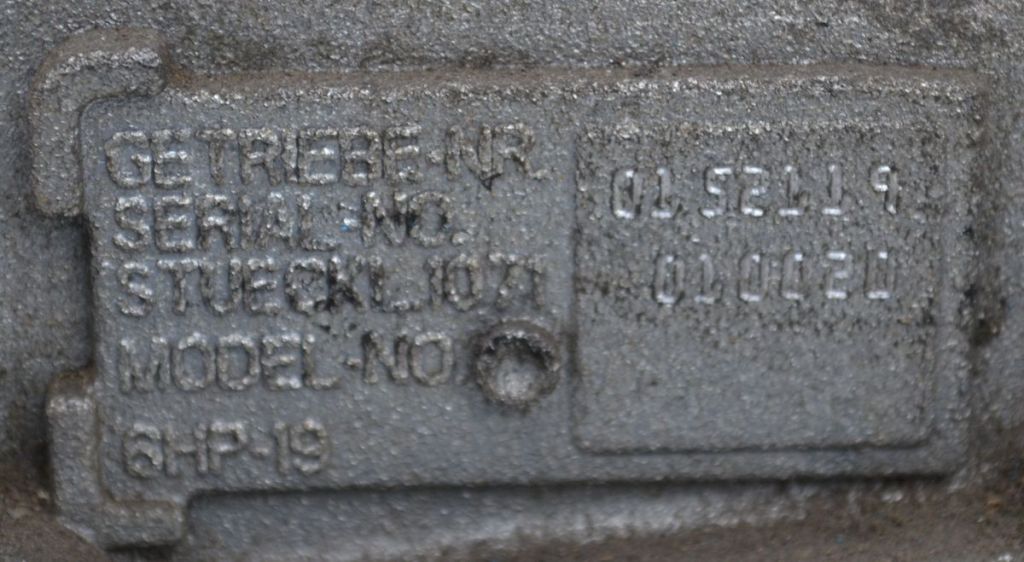 GETRIEBE-NR.
SERIAL-NO.
01 52119
STUECKL.1071
010020
MODEL-NO.
6HP-19